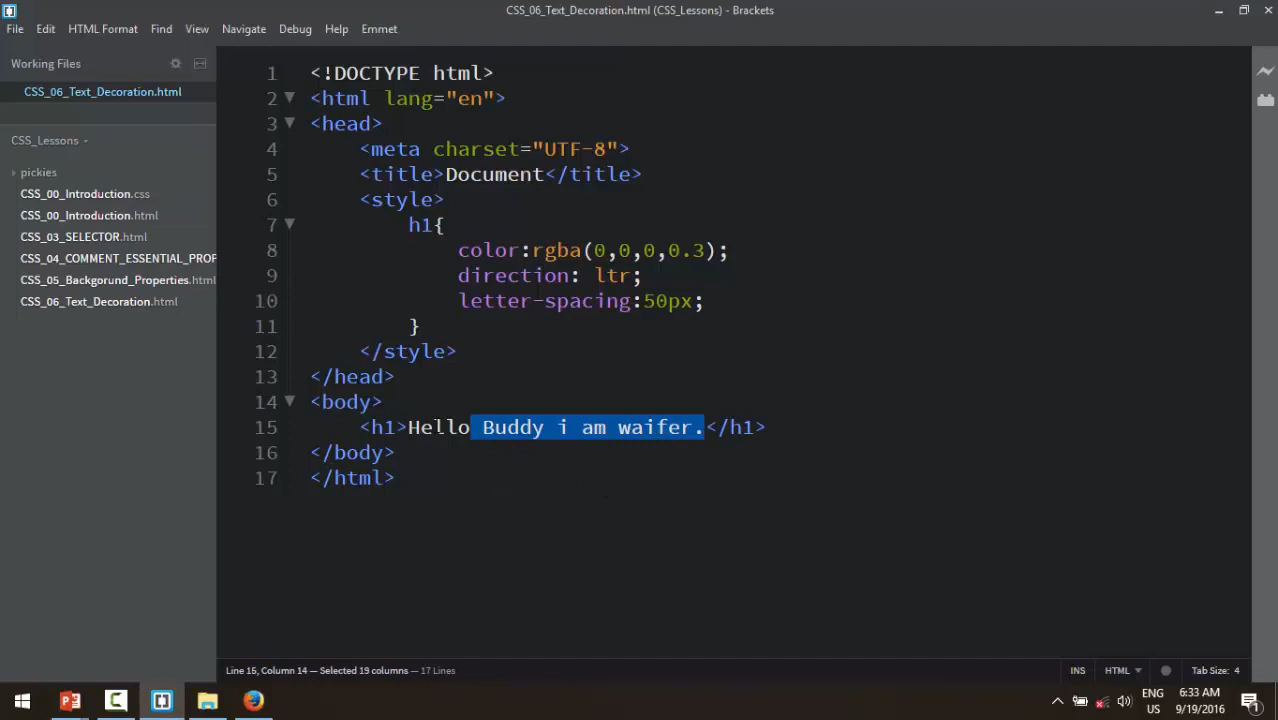 CSS_06_Text_Decoration.html (CSS_Lessons) - Brackets
File Edit HTML Format Find View Navigate Debug Help Emmet
Working Files
CSS_06_Text_Decoration.html
CSS_Lessons
pickies
CSS_00_Introduction.css
CSS_00_Introduction.html
CSS_03_SELECTOR.html
CSS_04_COMMENT_ESSENTIAL_PROF
CSS_05_Backgorund_Properties.html
CSS_06_Text_Decoration.html
1 <!DOCTYPE html>
2 <html lang="en">
3 <head>
4 <meta charset="UTF-8">
5 <title>Document</title>
6 <style>
7 h1{
8 color:rgba(0,0,0,0.3);
9 direction: ltr;
10 letter-spacing:50px;
11 }
12 </style>
13 </head>
14 <body>
15 <h1>Hello Buddy i am waifer.</h1>
16 </body>
17 </html>
Line 15, Column 14 — Selected 19 columns — 17 Lines
INS HTML Tab Size: 4
ENG 6:33 AM
US 9/19/2016